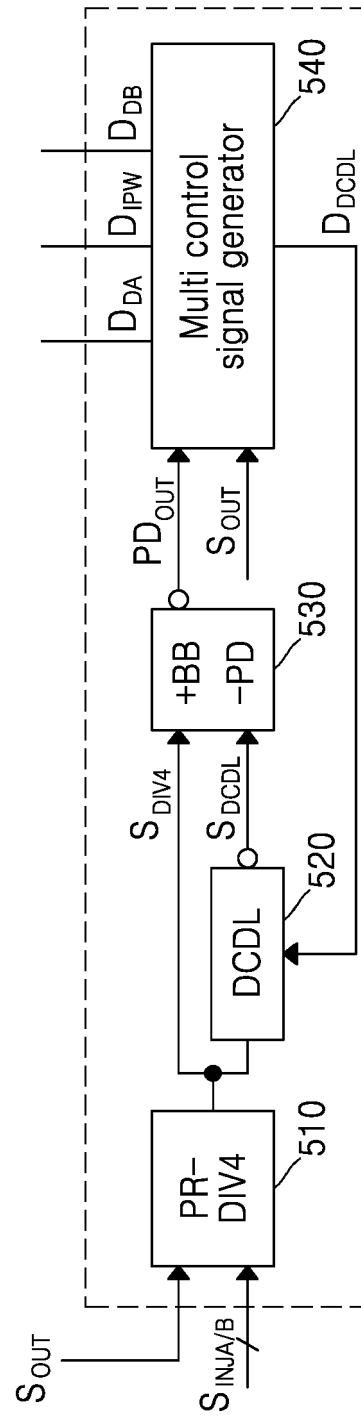 S_OUT
S_INJA/B
PR-
DIV4
510
S_DIV4
DCDL
520
S_DCDL
+BB
-PD
530
PD_OUT
S_OUT
Multi control
signal generator
540
D_DA
D_IPW
D_DB
D_DCDL